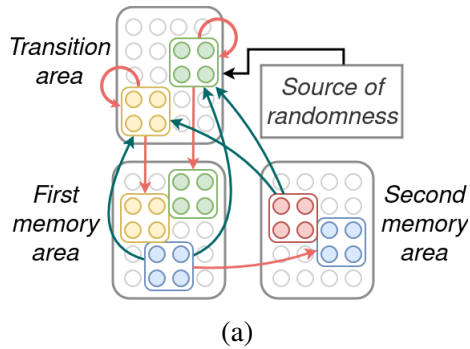 Transition
area
Source of
randomness
First
memory
area
Second
memory
area
(a)